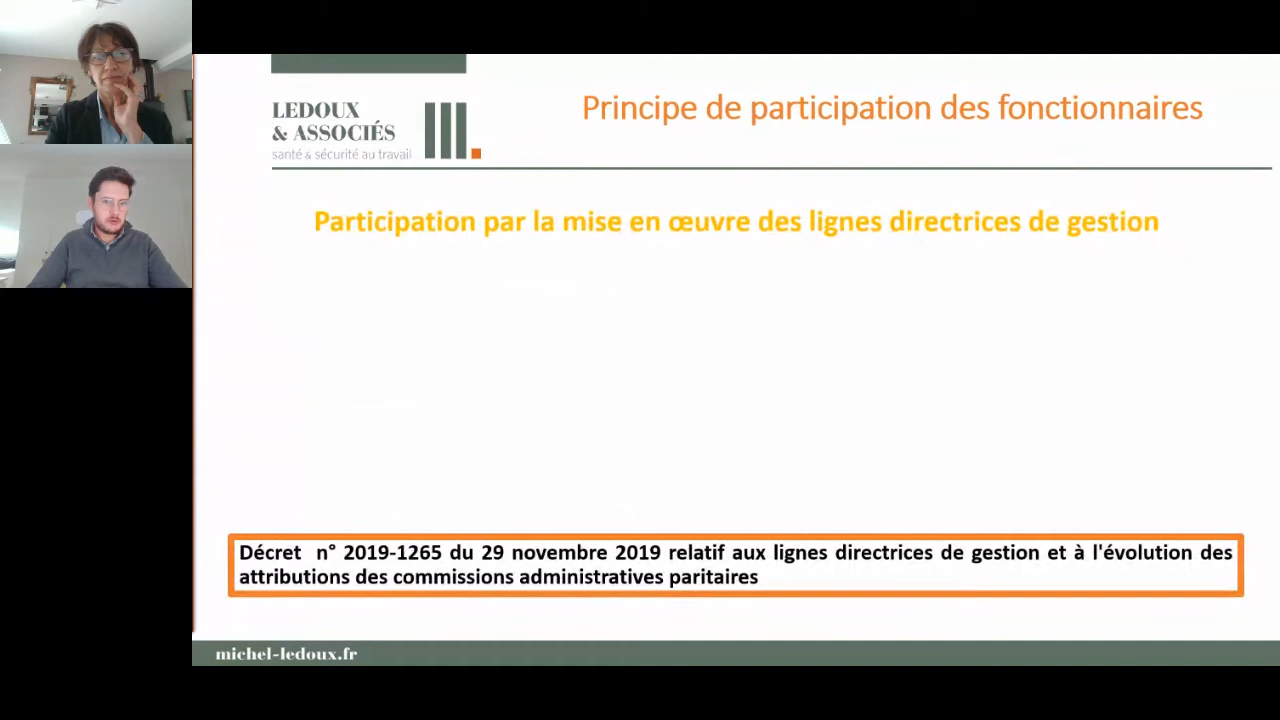 LEDOUX
& ASSOCIÉS
santé & sécurité au travail
Principe de participation des fonctionnaires
Participation par la mise en œuvre des lignes directrices de gestion
Décret n° 2019-1265 du 29 novembre 2019 relatif aux lignes directrices de gestion et à l'évolution des
attributions des commissions administratives paritaires
michel-ledoux.fr